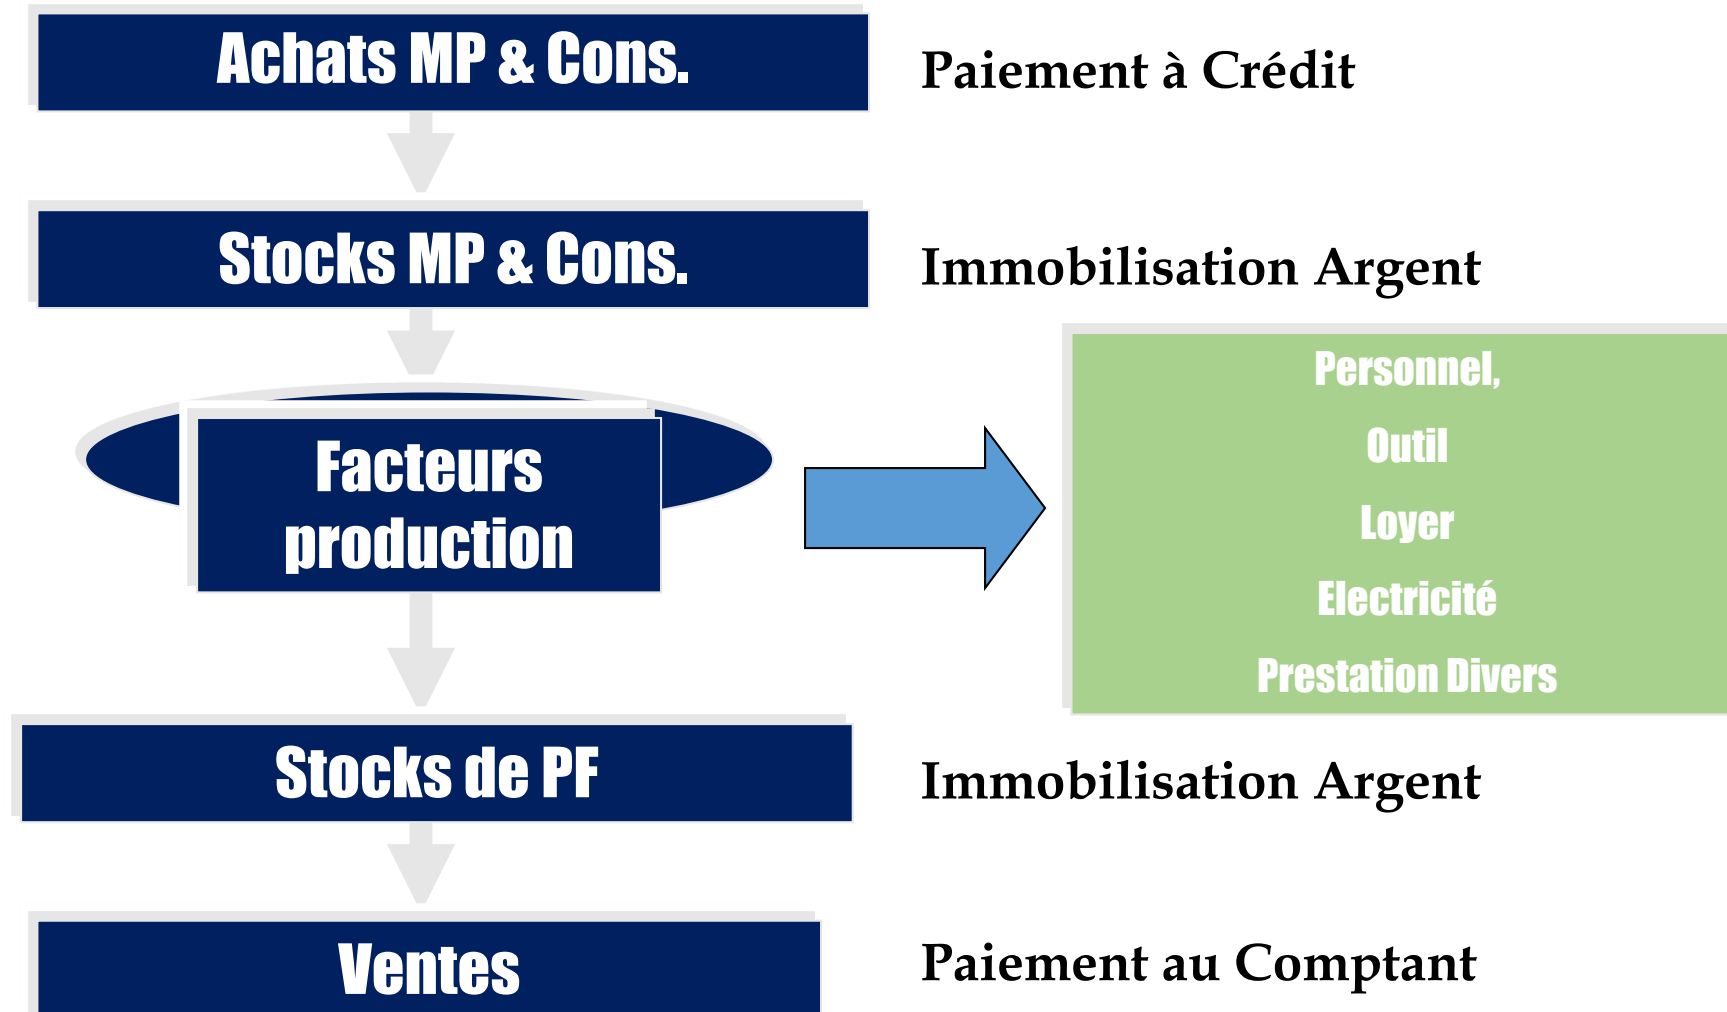 Achats MP & Cons.
Paiement à Crédit
Stocks MP & Cons.
Immobilisation Argent
Facteurs
production
Personnel,
Outil
Loyer
Electricité
Prestation Divers
Stocks de PF
Immobilisation Argent
Ventes
Paiement au Comptant